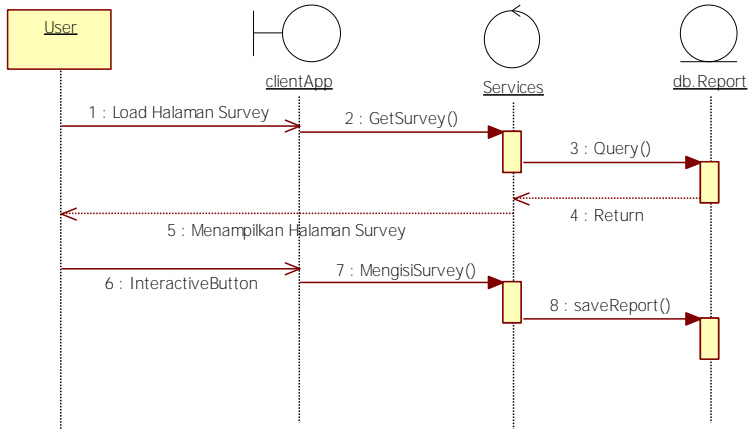 User
clientApp
Services
db.Report
1 : Load Halaman Survey
2 : GetSurvey()
3 : Query()
4 : Return
5 : Menampilkan Halaman Survey
6 : InteractiveButton
7 : MengisiSurvey()
8 : saveReport()